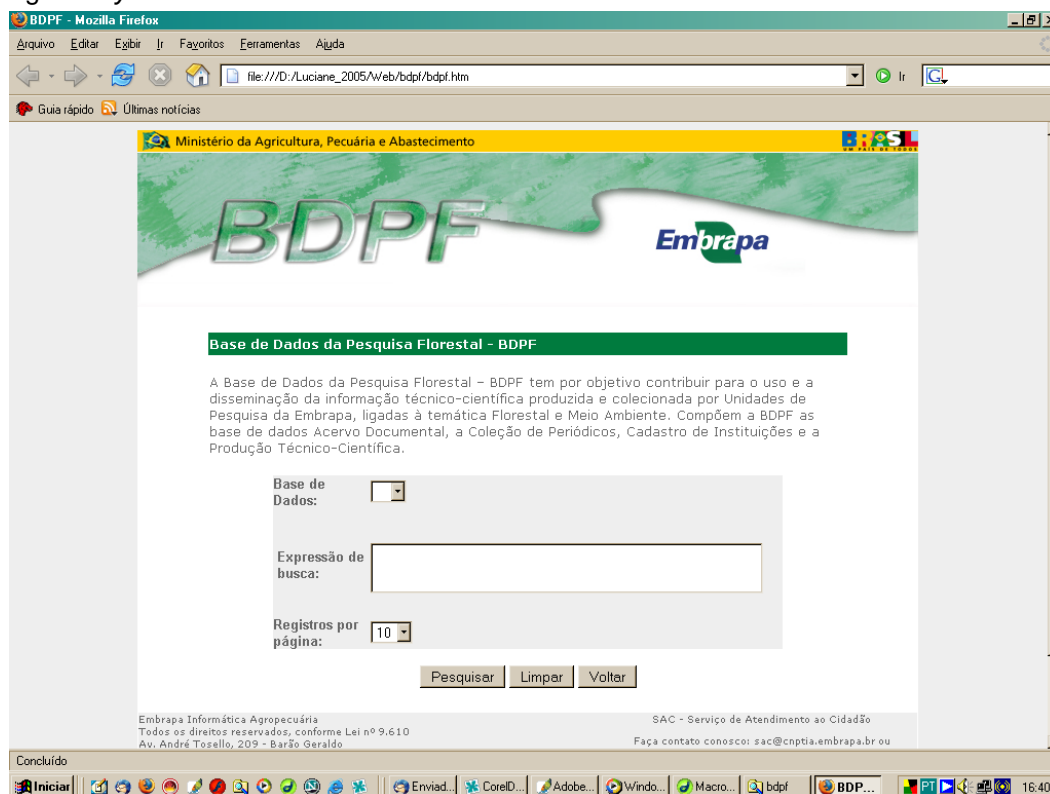 BDPF - Mozilla Firefox
Arquivo Editar Exibir Ir Favoritos Ferramentas Ajuda
file:///D:/Luciane_2005/Web/bdpf/bdpf.htm Ir
Guia rápido Últimas notícias
Ministério da Agricultura, Pecuária e Abastecimento BRASIL
UM PAÍS DE TODOS
BDPF
Embrapa
Base de Dados da Pesquisa Florestal - BDPF
A Base de Dados da Pesquisa Florestal – BDPF tem por objetivo contribuir para o uso e a
disseminação da informação técnico-científica produzida e colecionada por Unidades de
Pesquisa da Embrapa, ligadas à temática Florestal e Meio Ambiente. Compõem a BDPF as
base de dados Acervo Documental, a Coleção de Periódicos, Cadastro de Instituições e a
Produção Técnico-Científica.
Base de
Dados:
Expressão de
busca:
Registros por
página:
10
Pesquisar Limpar Voltar
Embrapa Informática Agropecuária
Todos os direitos reservados, conforme Lei nº 9.610
Av. André Tosello, 209 - Barão Geraldo
SAC - Serviço de Atendimento ao Cidadão
Faça contato conosco: sac@cnptia.embrapa.br ou
Concluído
Iniciar Enviad... CorelD... Adobe... Windo... Macro... bdpf BDP... PT 16:40